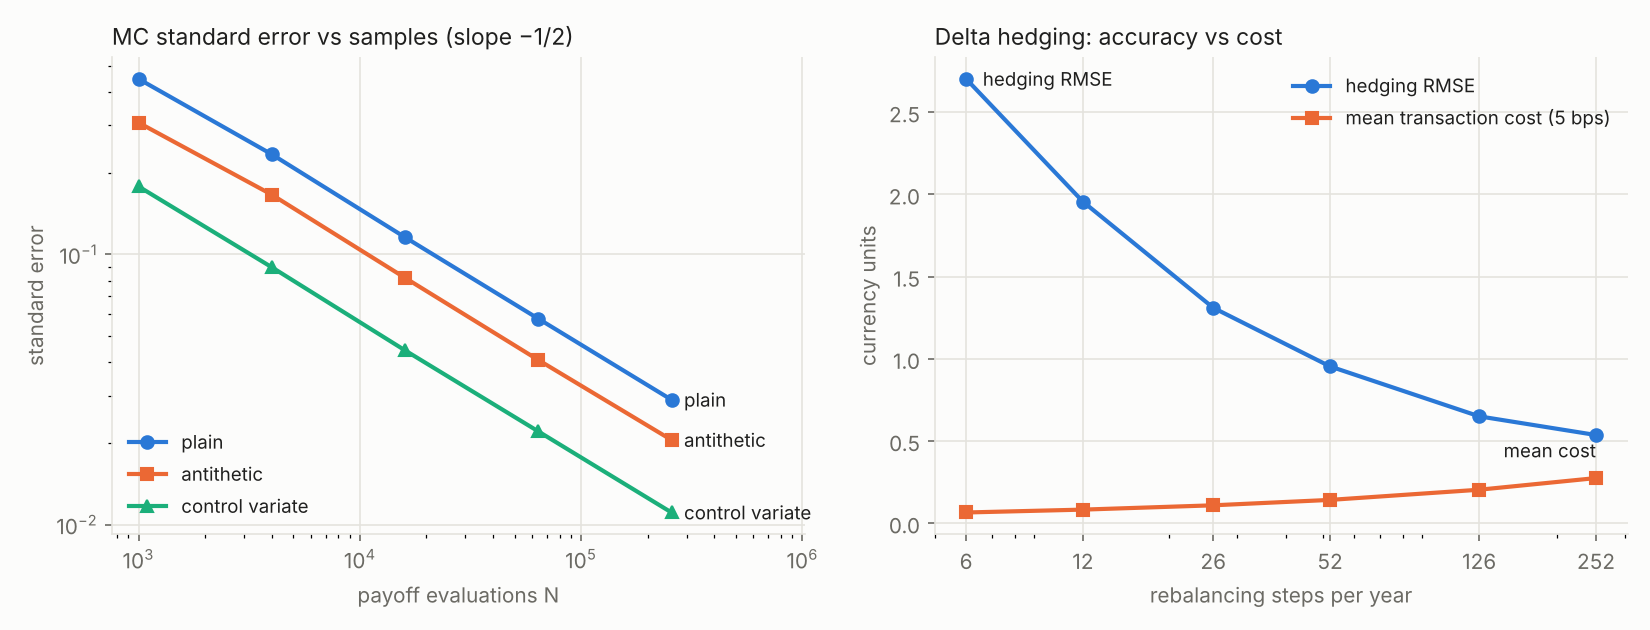 MC standard error vs samples (slope −1/2)
standard error
10⁻¹
10⁻²
plain
antithetic
control variate
plain
antithetic
control variate
10³
10⁴
10⁵
10⁶
payoff evaluations N
Delta hedging: accuracy vs cost
currency units
2.5
2.0
1.5
1.0
0.5
0.0
hedging RMSE
hedging RMSE
mean transaction cost (5 bps)
mean cost
6
12
26
52
126
252
rebalancing steps per year